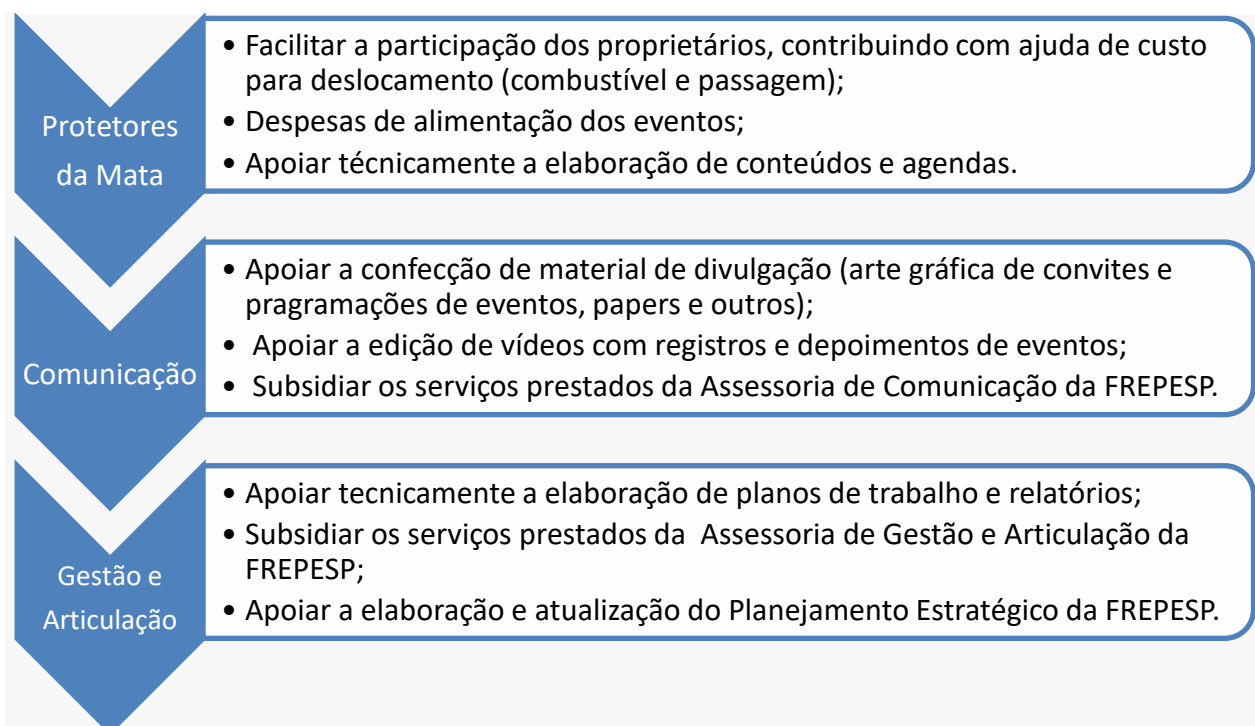 Protetores
da Mata
• Facilitar a participação dos proprietários, contribuindo com ajuda de custo
para deslocamento (combustível e passagem);
• Despesas de alimentação dos eventos;
• Apoiar técnicamente a elaboração de conteúdos e agendas.
Comunicação
• Apoiar a confecção de material de divulgação (arte gráfica de convites e
pragramações de eventos, papers e outros);
• Apoiar a edição de vídeos com registros e depoimentos de eventos;
• Subsidiar os serviços prestados da Assessoria de Comunicação da FREPESP.
Gestão e
Articulação
• Apoiar tecnicamente a elaboração de planos de trabalho e relatórios;
• Subsidiar os serviços prestados da Assessoria de Gestão e Articulação da
FREPESP;
• Apoiar a elaboração e atualização do Planejamento Estratégico da FREPESP.